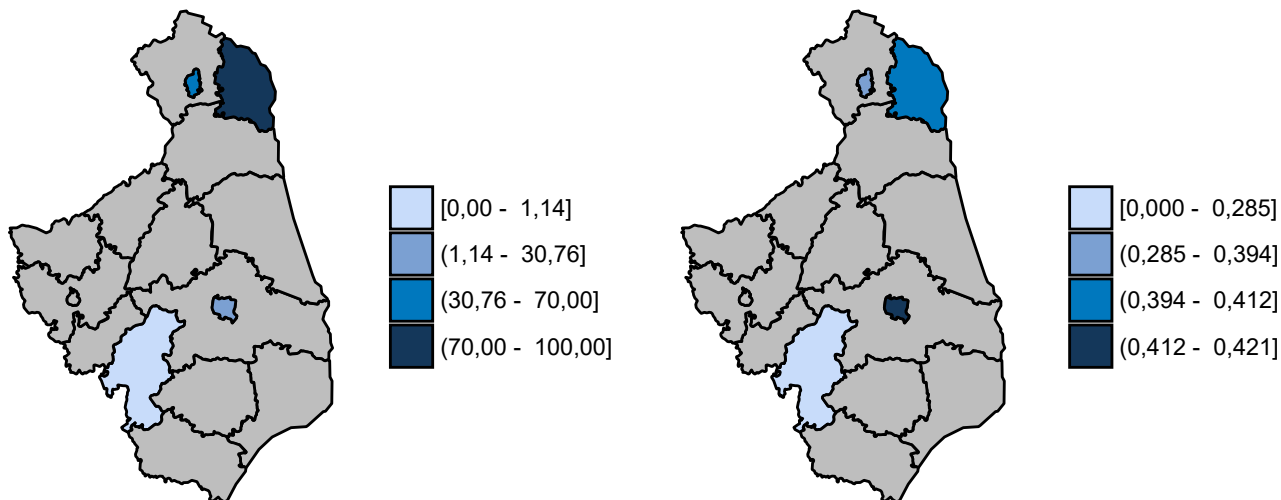 [0,00 -  1,14]
(1,14 -  30,76]
(30,76 -  70,00]
(70,00 -  100,00]
[0,000 -  0,285]
(0,285 -  0,394]
(0,394 -  0,412]
(0,412 -  0,421]